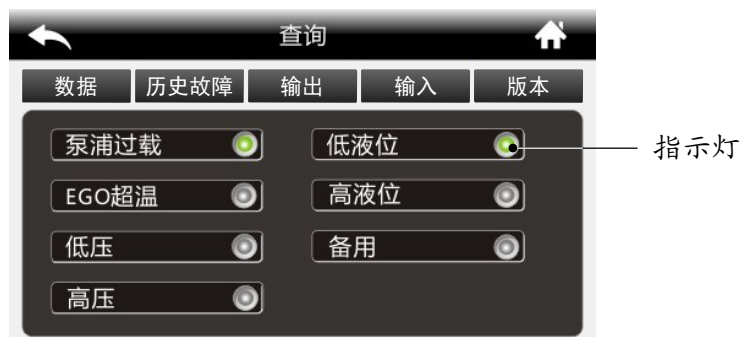 查询
数据 历史故障 输出 输入 版本
泵浦过载 低液位 指示灯
EGO超温 高液位
低压 备用
高压